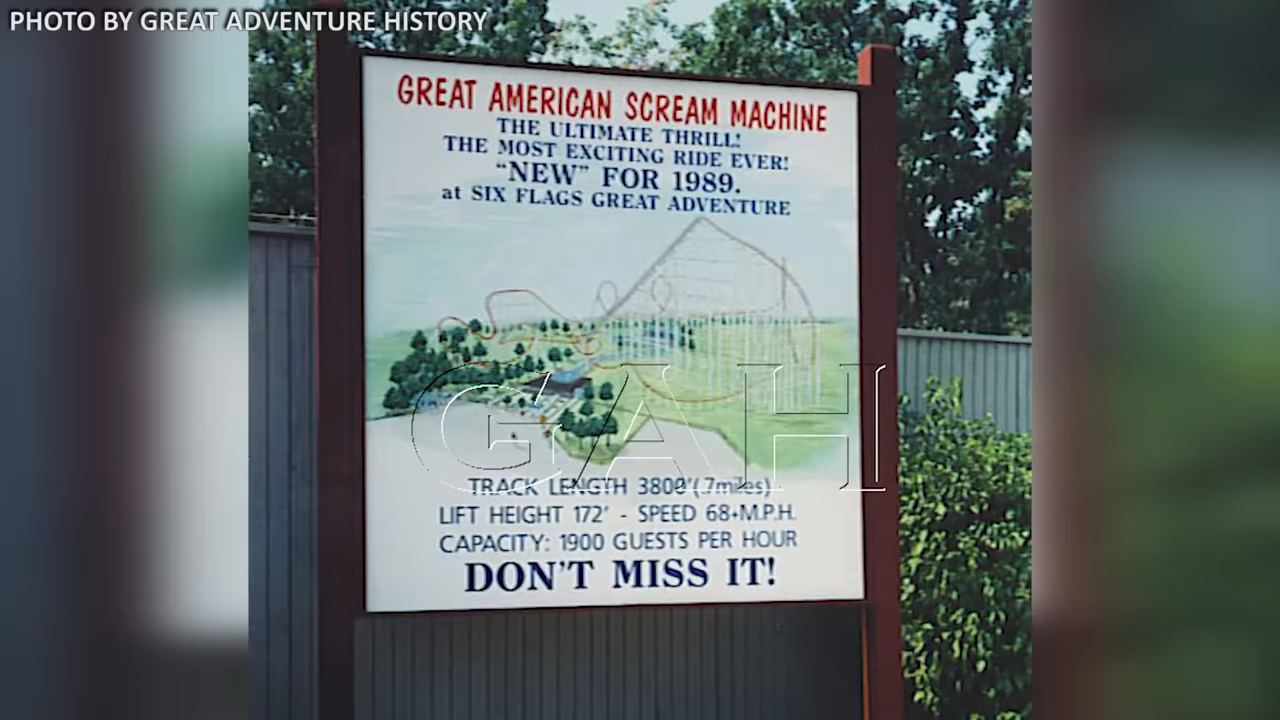 PHOTO BY GREAT ADVENTURE HISTORY
GREAT AMERICAN SCREAM MACHINE
THE ULTIMATE THRILL!
THE MOST EXCITING RIDE EVER!
"NEW" FOR 1989.
at SIX FLAGS GREAT ADVENTURE
GAH
TRACK LENGTH 3800'(.7miles)
LIFT HEIGHT 172' - SPEED 68+M.P.H.
CAPACITY: 1900 GUESTS PER HOUR
DON'T MISS IT!